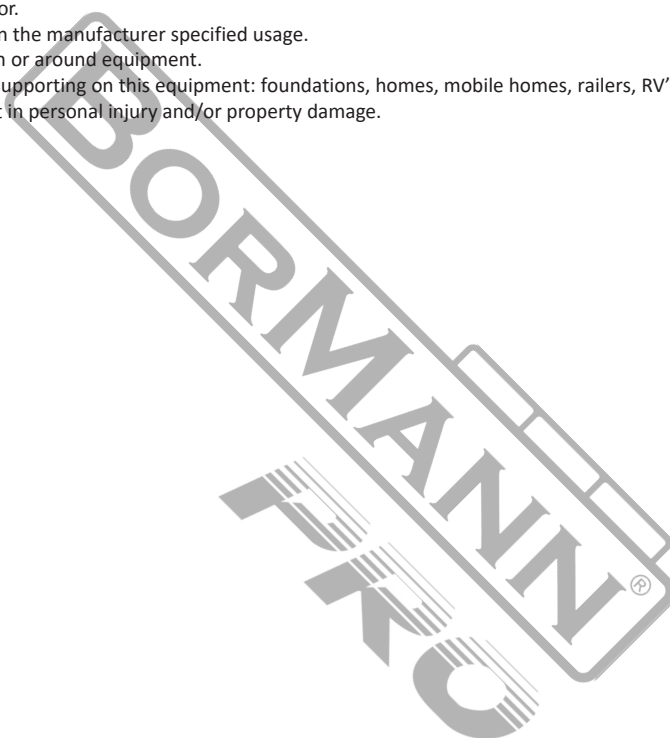 or.
the manufacturer specified usage.
or around equipment.
upporting on this equipment: foundations, homes, mobile homes, railers, RV'
in personal injury and/or property damage.
BORMANN®
PRO